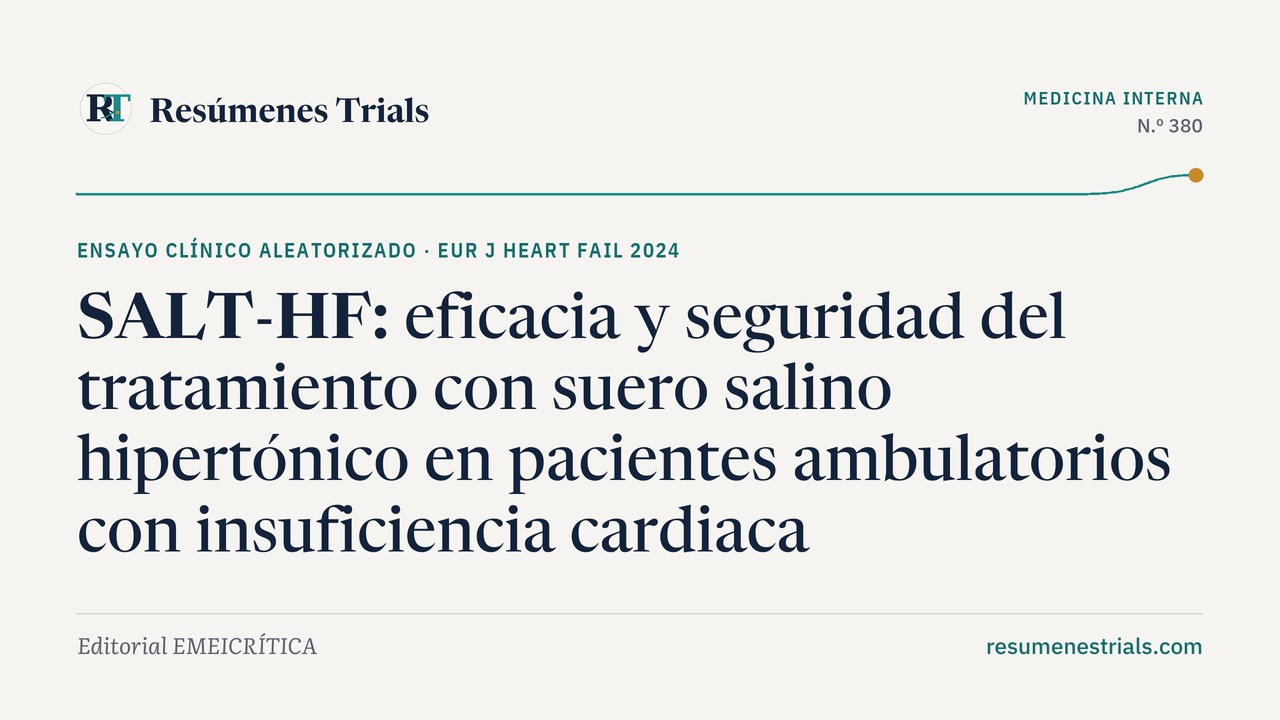 RT Resúmenes Trials
MEDICINA INTERNA
N.º 380
ENSAYO CLÍNICO ALEATORIZADO · EUR J HEART FAIL 2024
SALT-HF: eficacia y seguridad del
tratamiento con suero salino
hipertónico en pacientes ambulatorios
con insuficiencia cardiaca
Editorial EMEICRÍTICA
resumenestrials.com